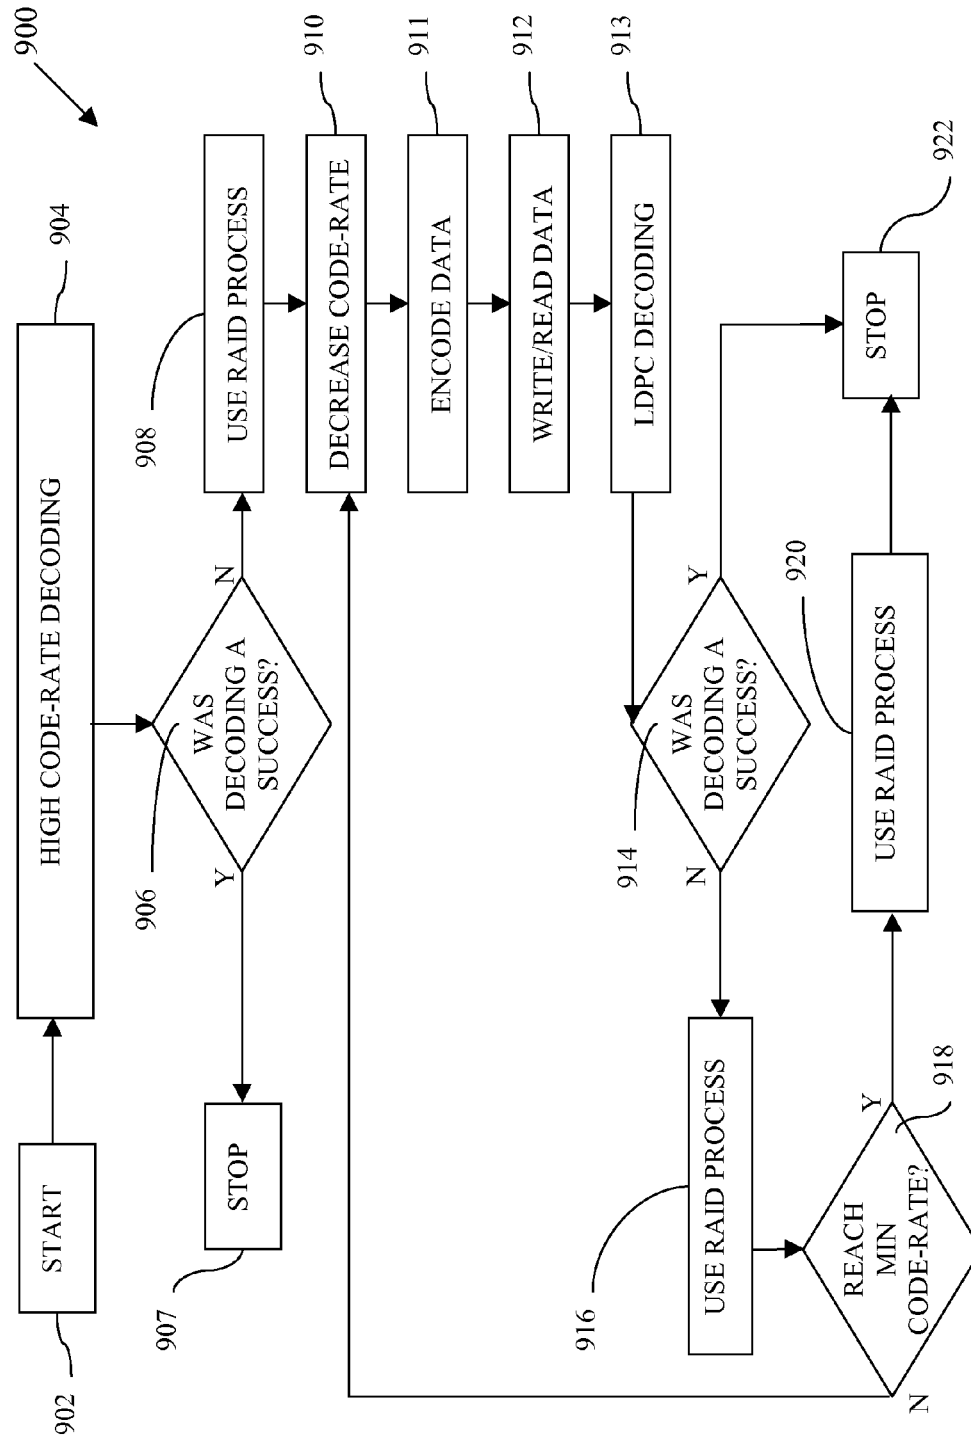 900
902
START
904
HIGH CODE-RATE DECODING
906
WAS
DECODING A
SUCCESS?
Y
N
907
STOP
908
USE RAID PROCESS
910
DECREASE CODE-RATE
911
ENCODE DATA
912
WRITE/READ DATA
913
LDPC DECODING
914
WAS
DECODING A
SUCCESS?
N
Y
916
USE RAID PROCESS
918
REACH
MIN
CODE-RATE?
N
Y
920
USE RAID PROCESS
922
STOP